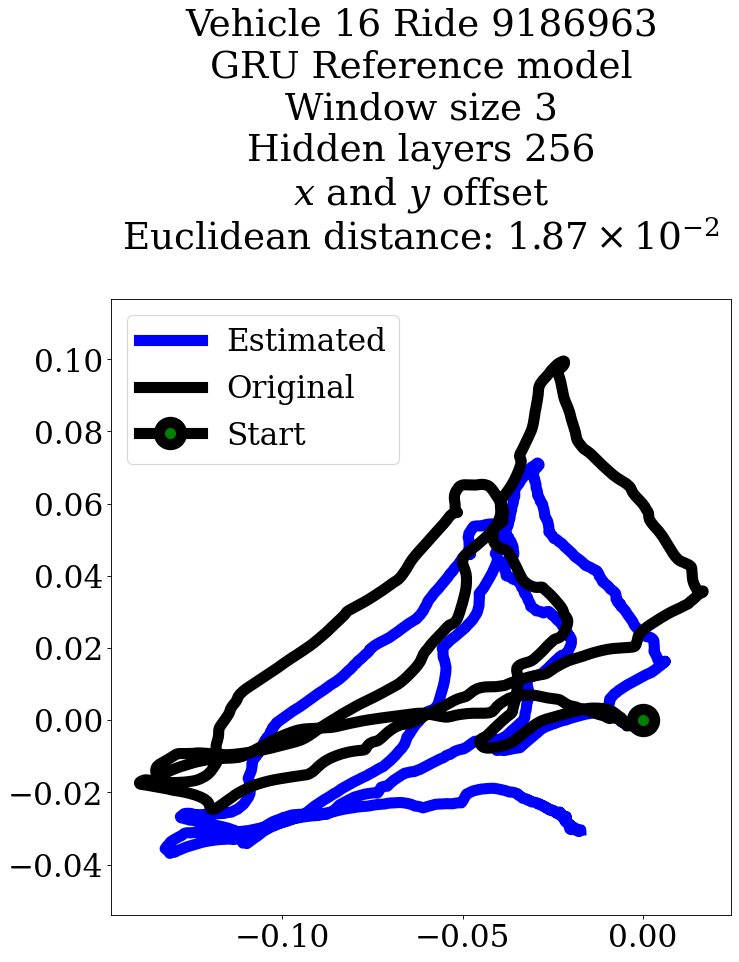 Vehicle 16 Ride 9186963
GRU Reference model
Window size 3
Hidden layers 256
x and y offset
Euclidean distance: 1.87 × 10⁻²
Estimated
Original
Start
0.10
0.08
0.06
0.04
0.02
0.00
−0.02
−0.04
−0.10 −0.05 0.00